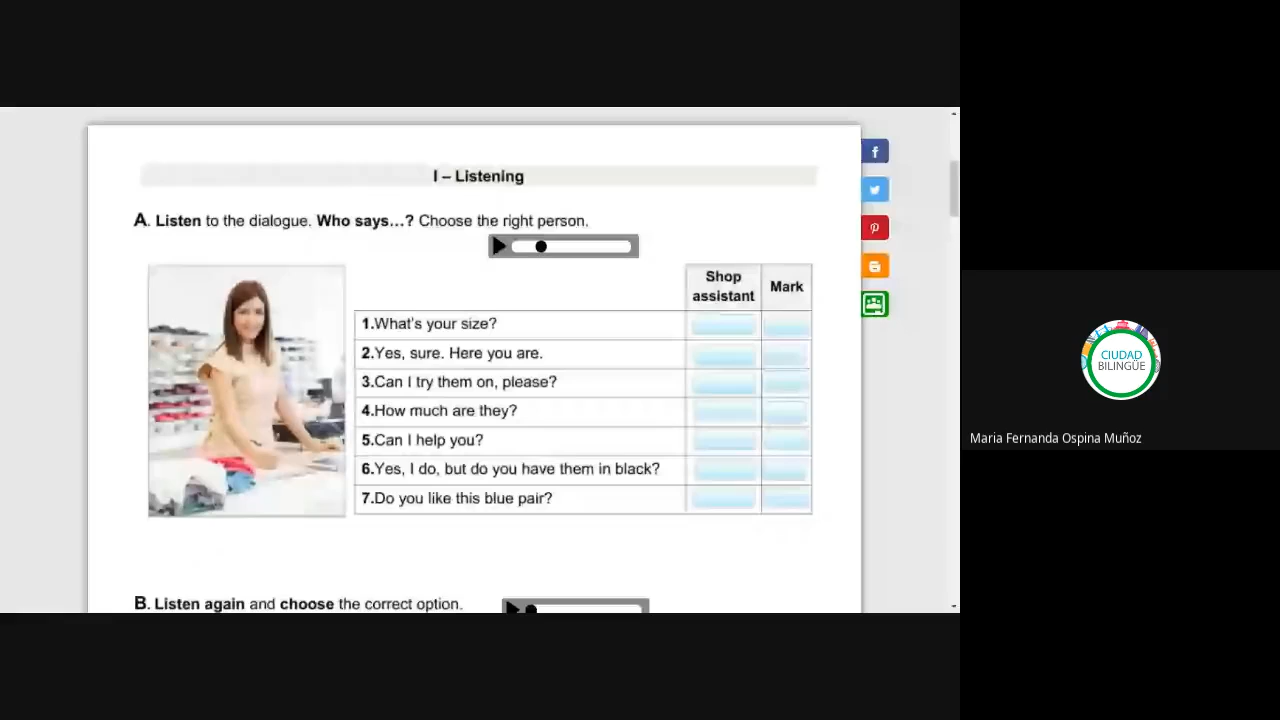 I – Listening
A. Listen to the dialogue. Who says…? Choose the right person.
Shop assistant
Mark
1.What's your size?
2.Yes, sure. Here you are.
3.Can I try them on, please?
4.How much are they?
5.Can I help you?
6.Yes, I do, but do you have them in black?
7.Do you like this blue pair?
B. Listen again and choose the correct option.
CIUDAD
BILINGÜE
Maria Fernanda Ospina Muñoz